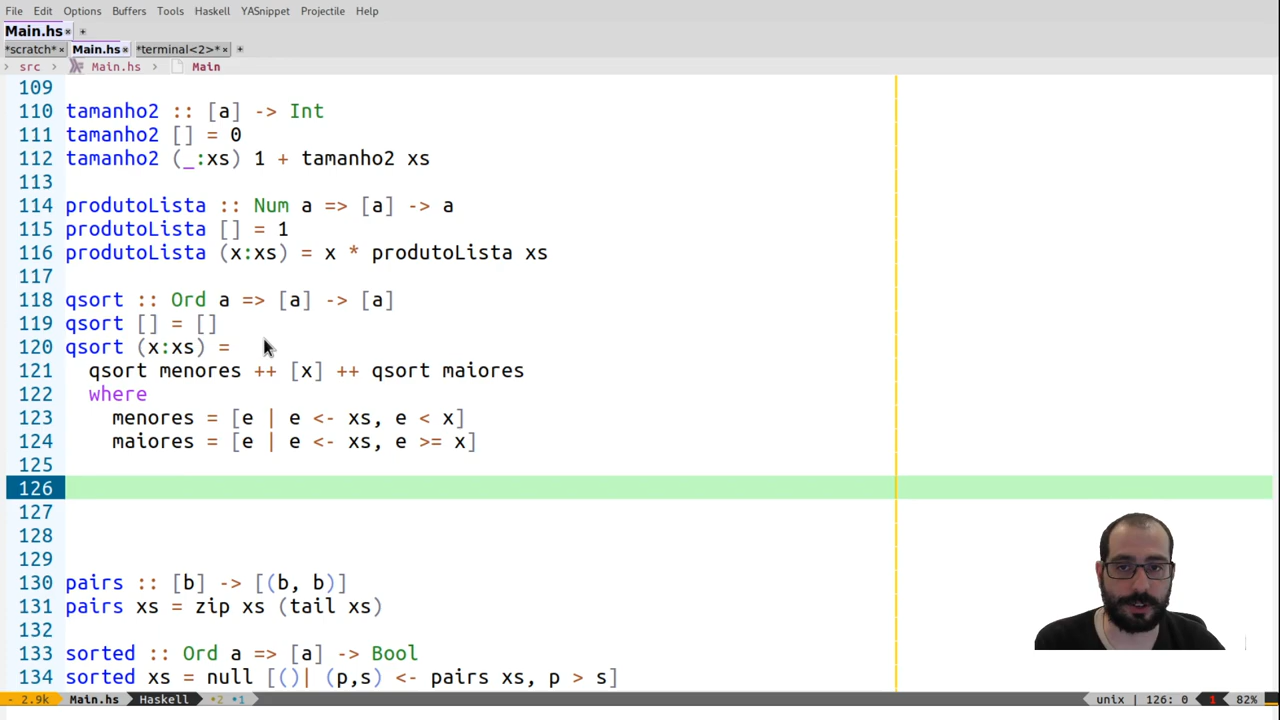 File Edit Options Buffers Tools Haskell YASnippet Projectile Help
Main.hs
*scratch* Main.hs *terminal<2>*
src > Main.hs > Main
109
110 tamanho2 :: [a] -> Int
111 tamanho2 [] = 0
112 tamanho2 (_:xs) 1 + tamanho2 xs
113
114 produtoLista :: Num a => [a] -> a
115 produtoLista [] = 1
116 produtoLista (x:xs) = x * produtoLista xs
117
118 qsort :: Ord a => [a] -> [a]
119 qsort [] = []
120 qsort (x:xs) =
121   qsort menores ++ [x] ++ qsort maiores
122   where
123     menores = [e | e <- xs, e < x]
124     maiores = [e | e <- xs, e >= x]
125
126
127
128
129
130 pairs :: [b] -> [(b, b)]
131 pairs xs = zip xs (tail xs)
132
133 sorted :: Ord a => [a] -> Bool
134 sorted xs = null [()| (p,s) <- pairs xs, p > s]
- 2.9k Main.hs Haskell *2 *1 unix | 126: 0 1 82%